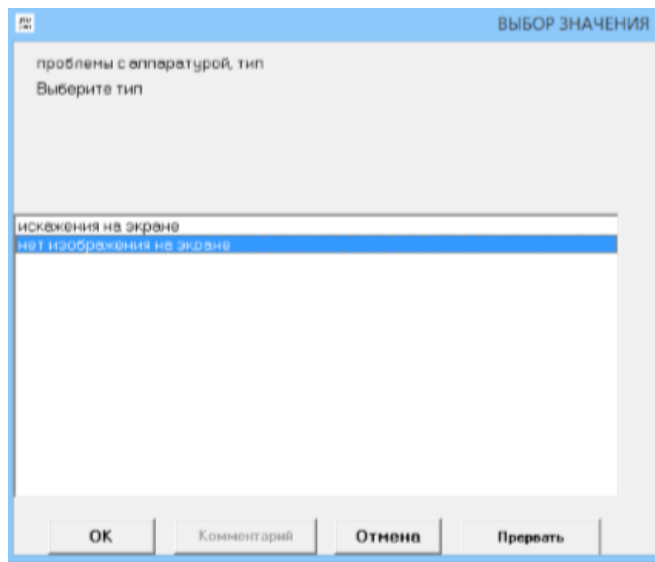 ВЫБОР ЗНАЧЕНИЯ
проблемы с аппаратурой, тип
Выберите тип
искажения на экране
нет изображения на экране
OK Комментарий Отмена Прервать